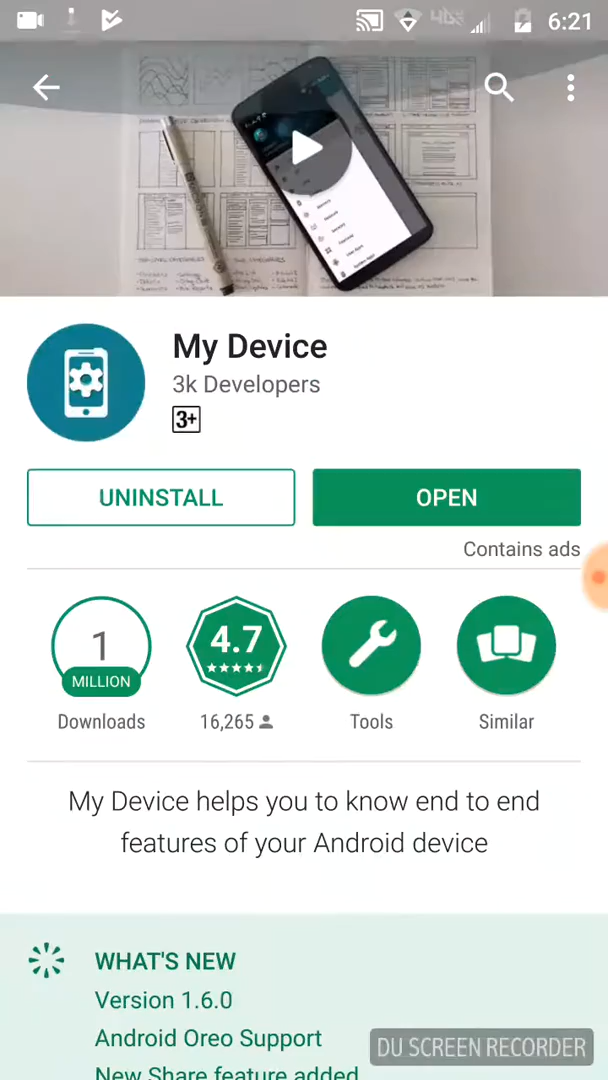 6:21
My Device
3k Developers
3+
UNINSTALL
OPEN
Contains ads
1
MILLION
4.7
Downloads
16,265
Tools
Similar
My Device helps you to know end to end
features of your Android device
WHAT'S NEW
Version 1.6.0
Android Oreo Support
New Share feature added
DU SCREEN RECORDER